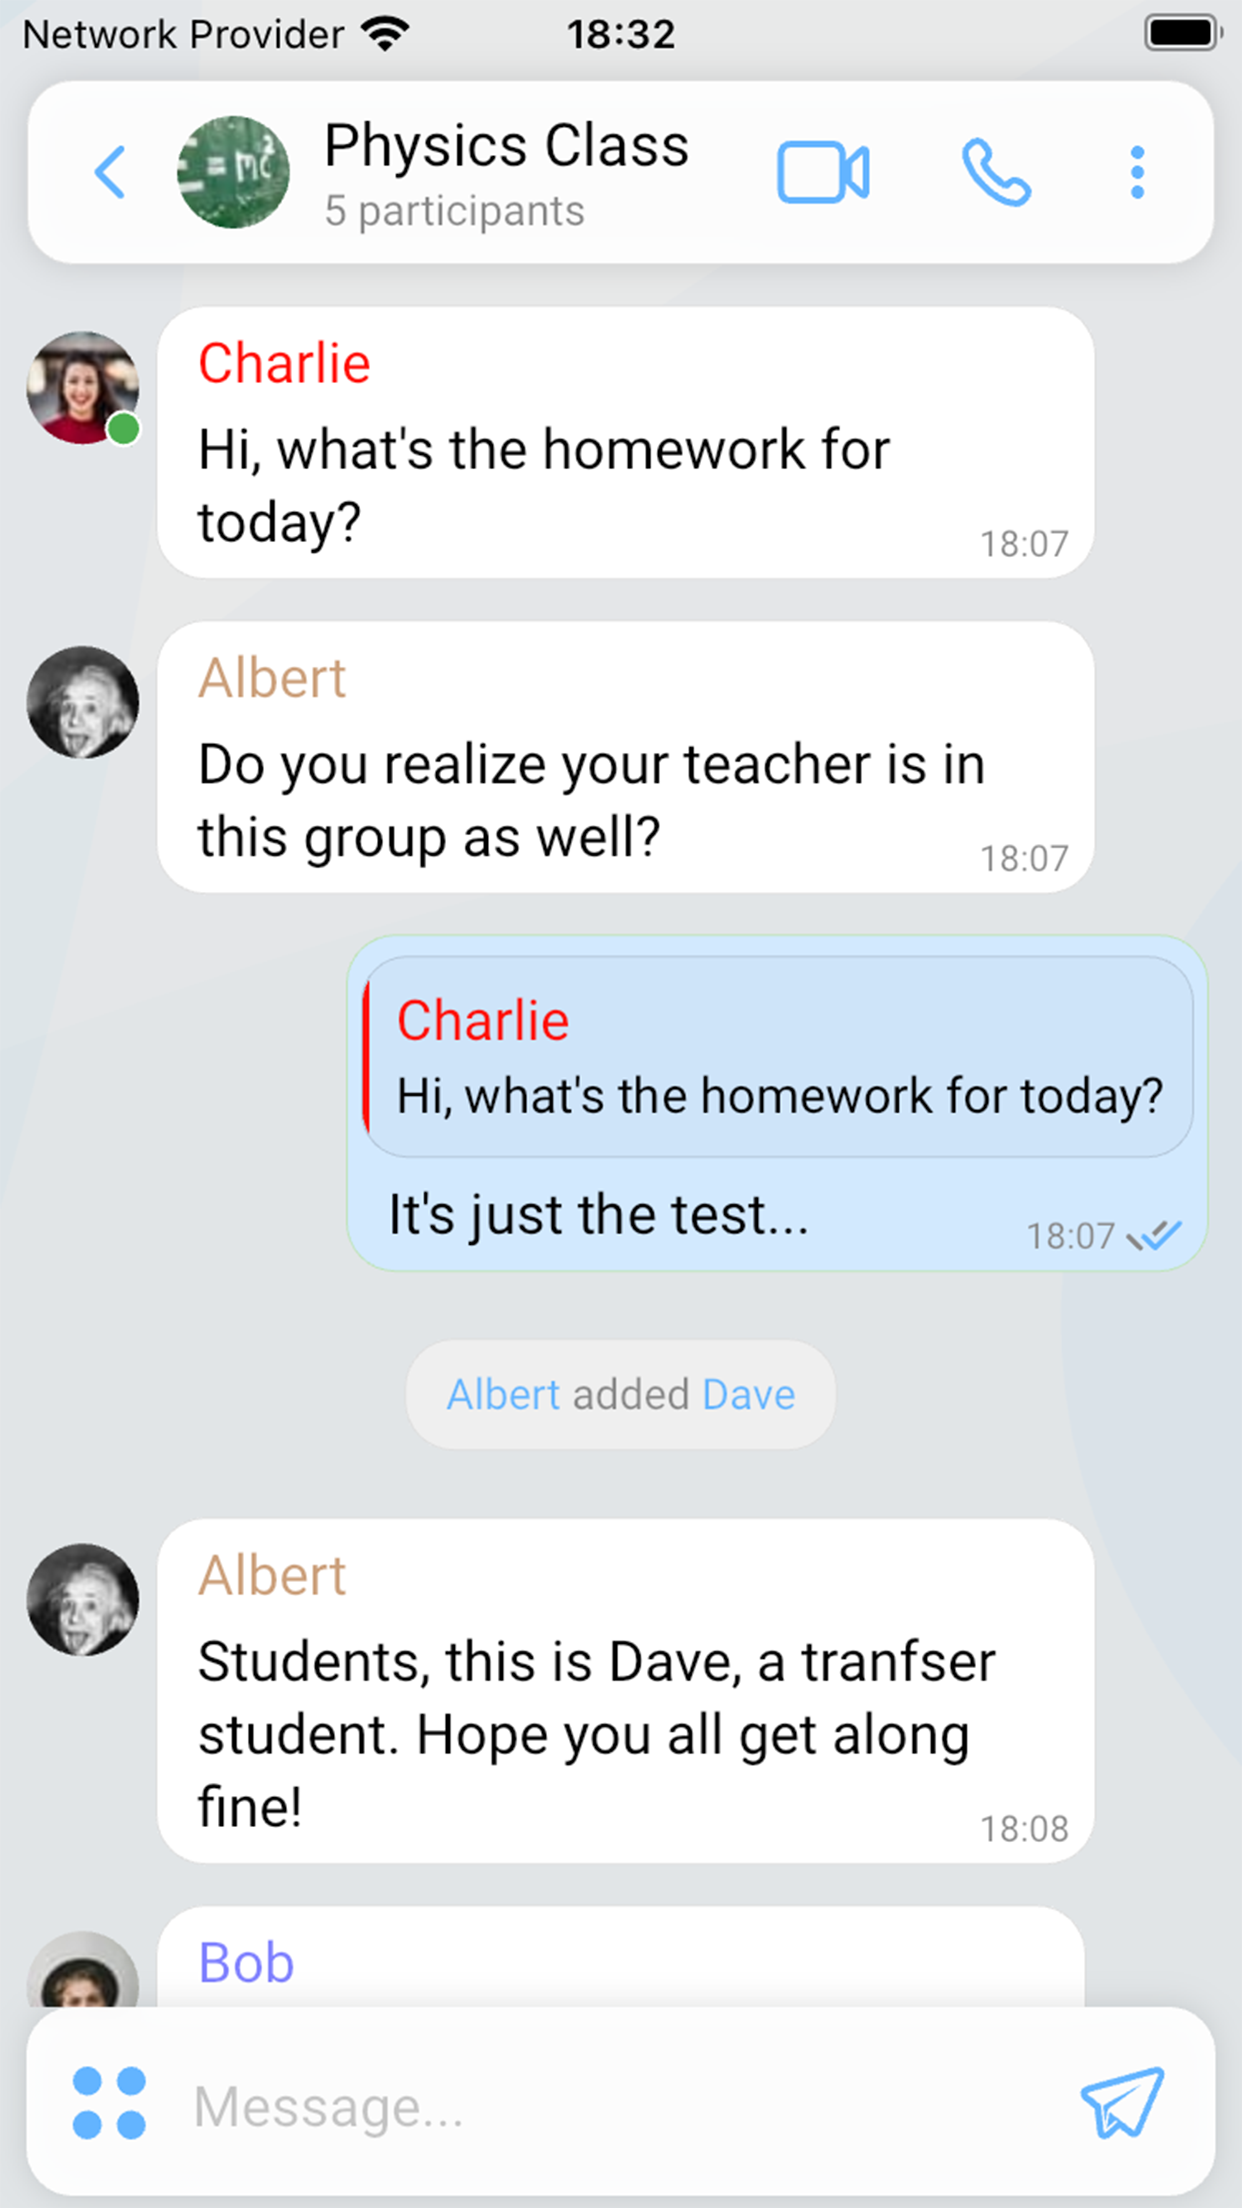 Network Provider 18:32
Physics Class
5 participants
E=mc2
Charlie
Hi, what's the homework for
today?
18:07
Albert
Do you realize your teacher is in
this group as well?
18:07
Charlie
Hi, what's the homework for today?
It's just the test...
18:07
Albert added Dave
Albert
Students, this is Dave, a tranfser
student. Hope you all get along
fine!
18:08
Bob
Message...